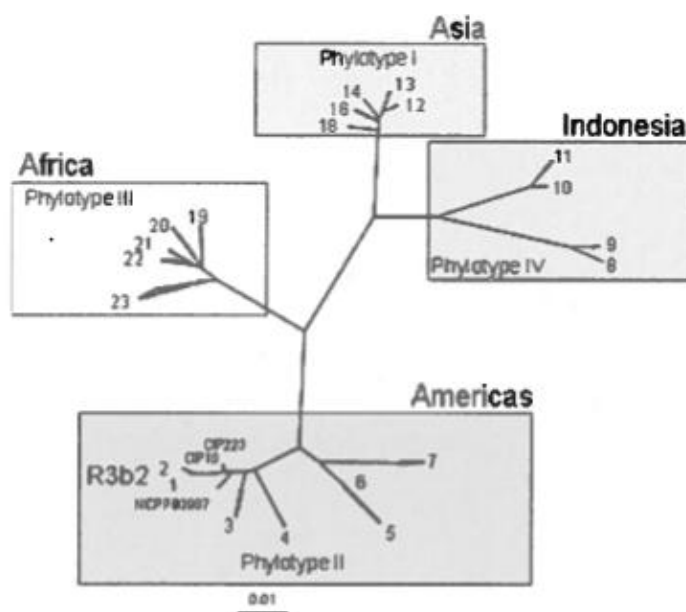 Asia
Phylotype I
13
14
12
16
18
Indonesia
11
10
9
8
Phylotype IV
Africa
Phylotype III
20
19
21
22
23
Americas
CIP223
CIP10
R3b2
2
1
3
4
5
6
7
Phylotype II
0.01